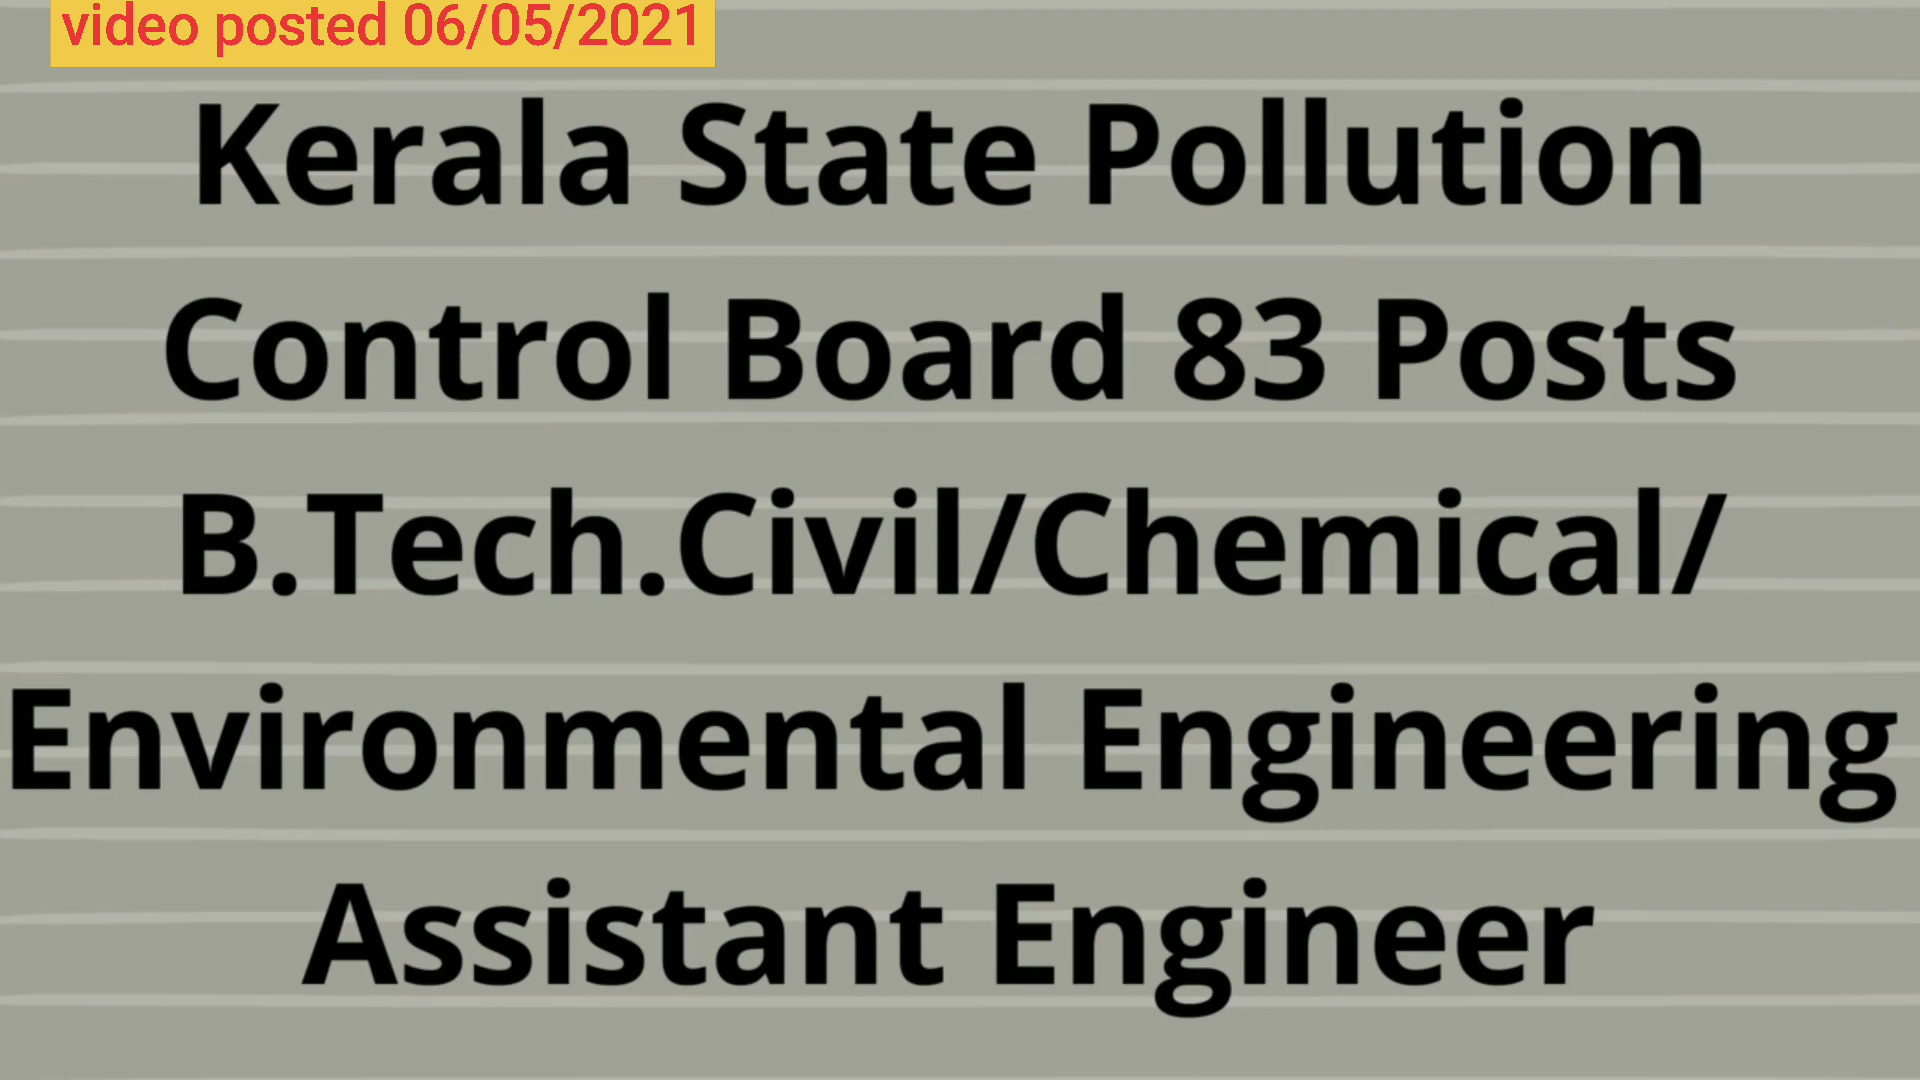 video posted 06/05/2021
Kerala State Pollution
Control Board 83 Posts
B.Tech.Civil/Chemical/
Environmental Engineering
Assistant Engineer